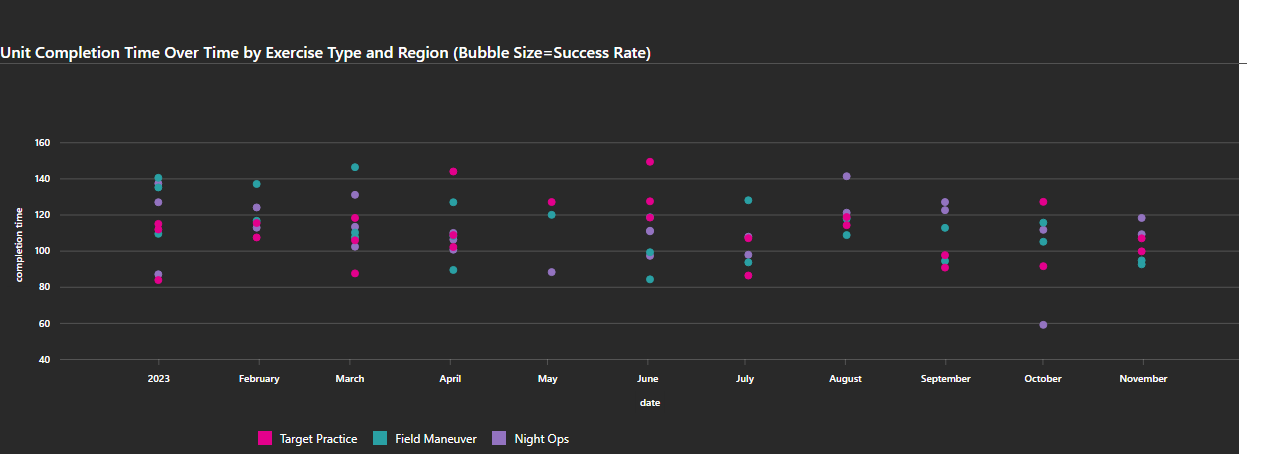 Unit Completion Time Over Time by Exercise Type and Region (Bubble Size=Success Rate)
160
140
120
100
80
60
40
completion time
2023 February March April May June July August September October November
date
Target Practice Field Maneuver Night Ops